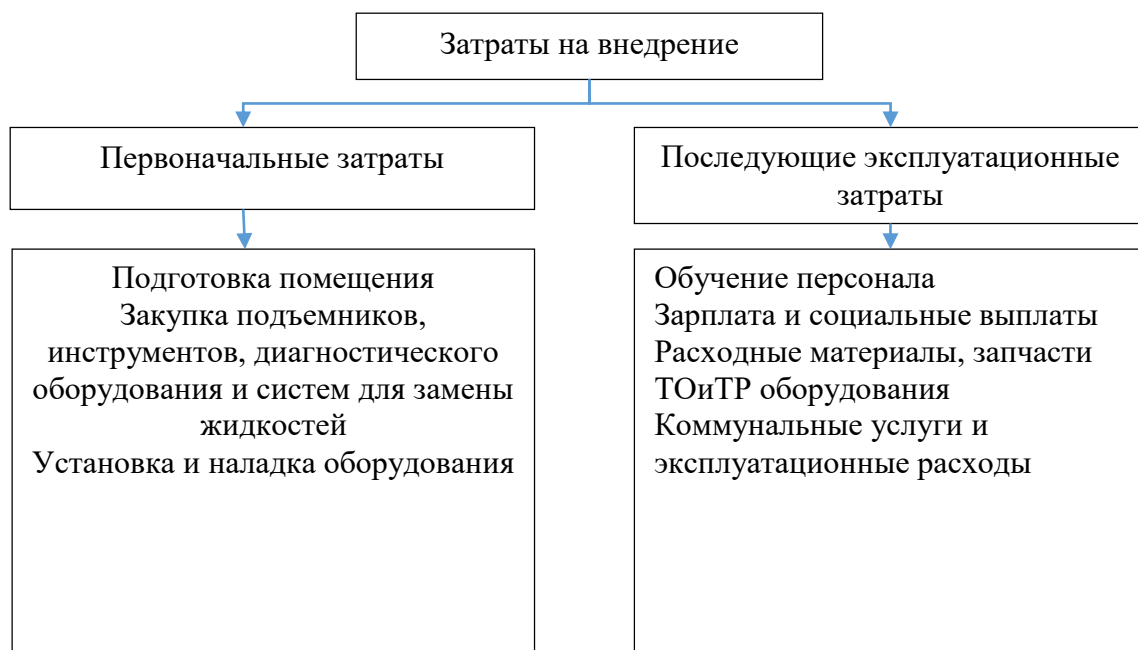 Затраты на внедрение
Первоначальные затраты
Последующие эксплуатационные
затраты
Подготовка помещения
Закупка подъемников,
инструментов, диагностического
оборудования и систем для замены
жидкостей
Установка и наладка оборудования
Обучение персонала
Зарплата и социальные выплаты
Расходные материалы, запчасти
ТОиТР оборудования
Коммунальные услуги и
эксплуатационные расходы